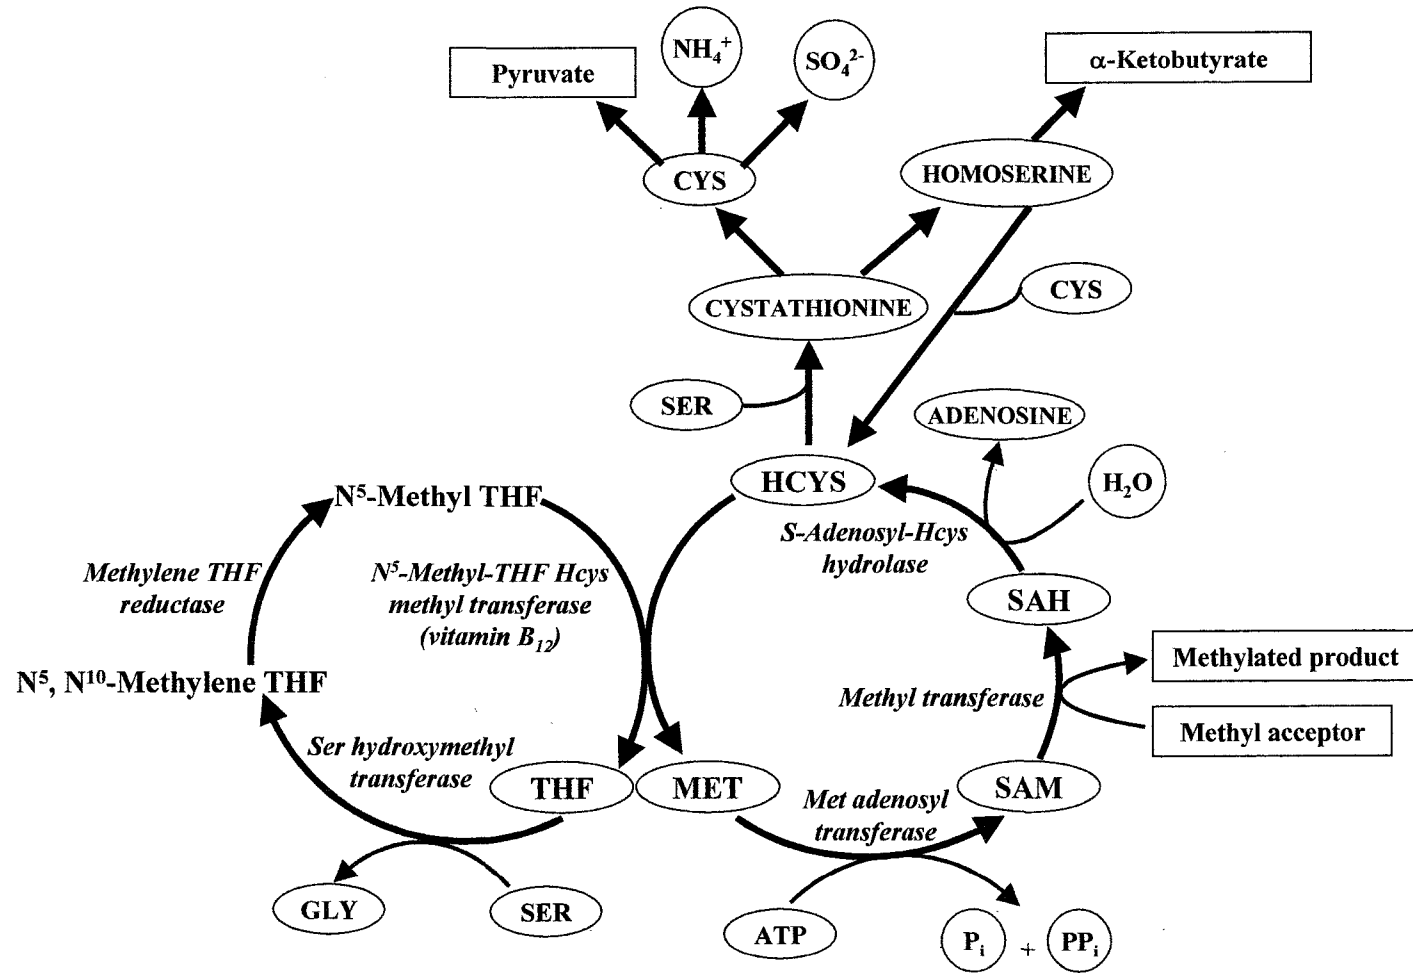 NH₄⁺
SO₄²⁻
Pyruvate
α-Ketobutyrate
CYS
HOMOSERINE
CYSTATHIONINE
CYS
SER
ADENOSINE
HCYS
H₂O
N⁵-Methyl THF
S-Adenosyl-Hcys
hydrolase
Methylene THF
reductase
N⁵-Methyl-THF Hcys
methyl transferase
(vitamin B₁₂)
SAH
Methylated product
N⁵, N¹⁰-Methylene THF
Methyl transferase
Methyl acceptor
Ser hydroxymethyl
transferase
THF
MET
SAM
Met adenosyl
transferase
GLY
SER
ATP
Pᵢ + PPᵢ